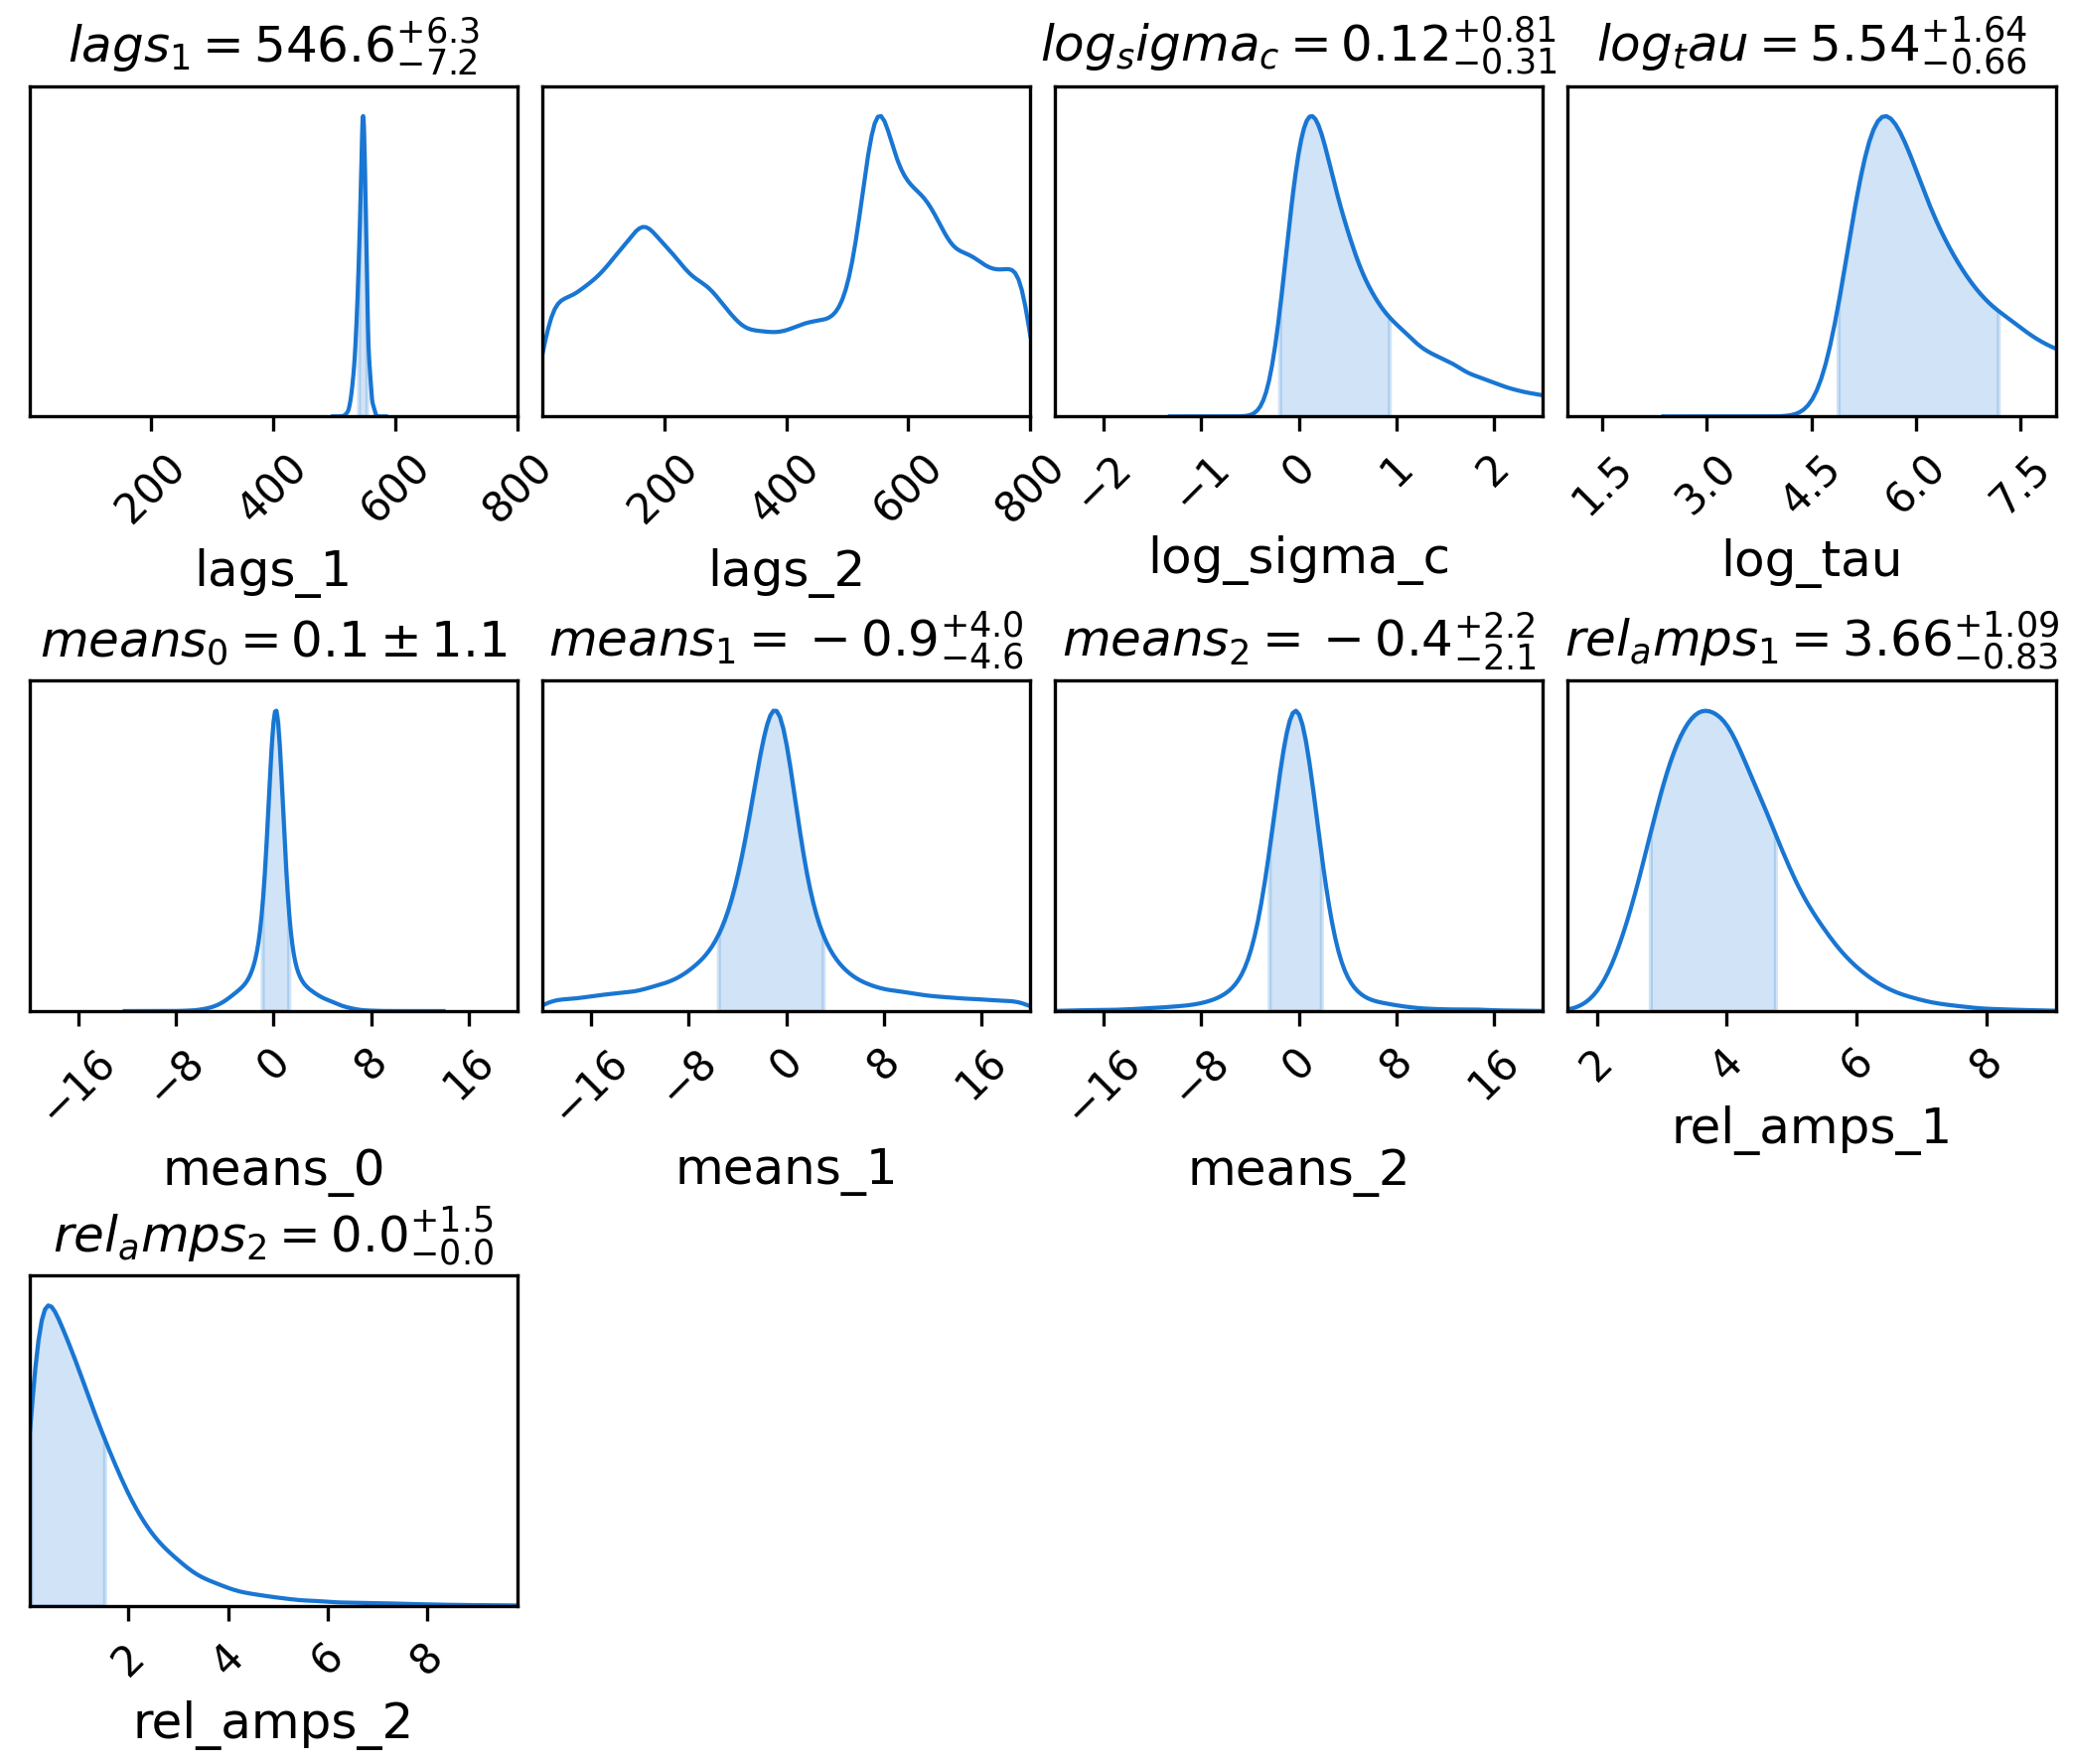 lags₁ = 546.6 +6.3 −7.2
log_sigma_c = 0.12 +0.81 −0.31
log_tau = 5.54 +1.64 −0.66
200 400 600 800
200 400 600 800
−2 −1 0 1 2
1.5 3.0 4.5 6.0 7.5
lags_1
lags_2
log_sigma_c
log_tau
means₀ = 0.1 ± 1.1
means₁ = −0.9 +4.0 −4.6
means₂ = −0.4 +2.2 −2.1
rel_amps₁ = 3.66 +1.09 −0.83
−16 −8 0 8 16
−16 −8 0 8 16
−16 −8 0 8 16
2 4 6 8
means_0
means_1
means_2
rel_amps_1
rel_amps₂ = 0.0 +1.5 −0.0
2 4 6 8
rel_amps_2